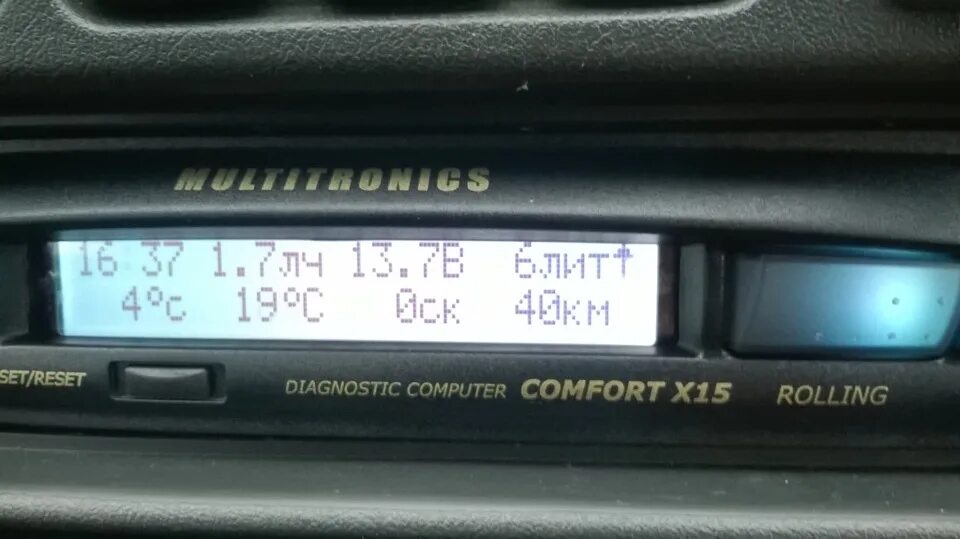 MULTITRONICS
16 37 1.7лч 13.7В 6лит↑
4°c 19°C 0ск 40км
SET/RESET DIAGNOSTIC COMPUTER COMFORT X15 ROLLING